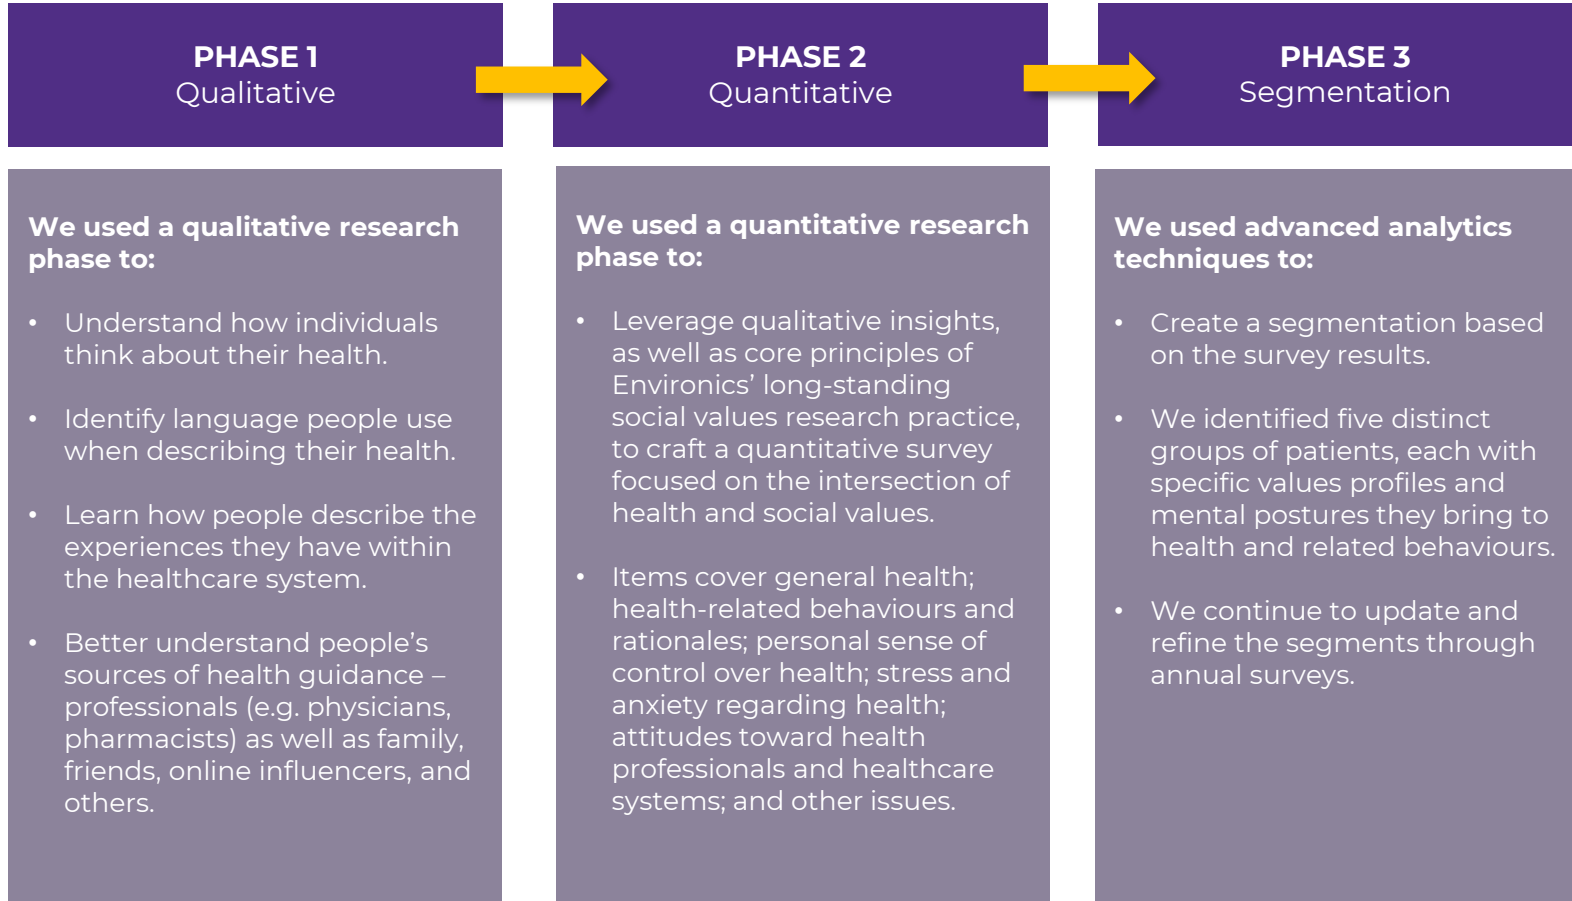 PHASE 1
Qualitative
PHASE 2
Quantitative
PHASE 3
Segmentation
We used a qualitative research
phase to:
• Understand how individuals
think about their health.
• Identify language people use
when describing their health.
• Learn how people describe the
experiences they have within
the healthcare system.
• Better understand people’s
sources of health guidance –
professionals (e.g. physicians,
pharmacists) as well as family,
friends, online influencers, and
others.
We used a quantitative research
phase to:
• Leverage qualitative insights,
as well as core principles of
Environics’ long-standing
social values research practice,
to craft a quantitative survey
focused on the intersection of
health and social values.
• Items cover general health;
health-related behaviours and
rationales; personal sense of
control over health; stress and
anxiety regarding health;
attitudes toward health
professionals and healthcare
systems; and other issues.
We used advanced analytics
techniques to:
• Create a segmentation based
on the survey results.
• We identified five distinct
groups of patients, each with
specific values profiles and
mental postures they bring to
health and related behaviours.
• We continue to update and
refine the segments through
annual surveys.